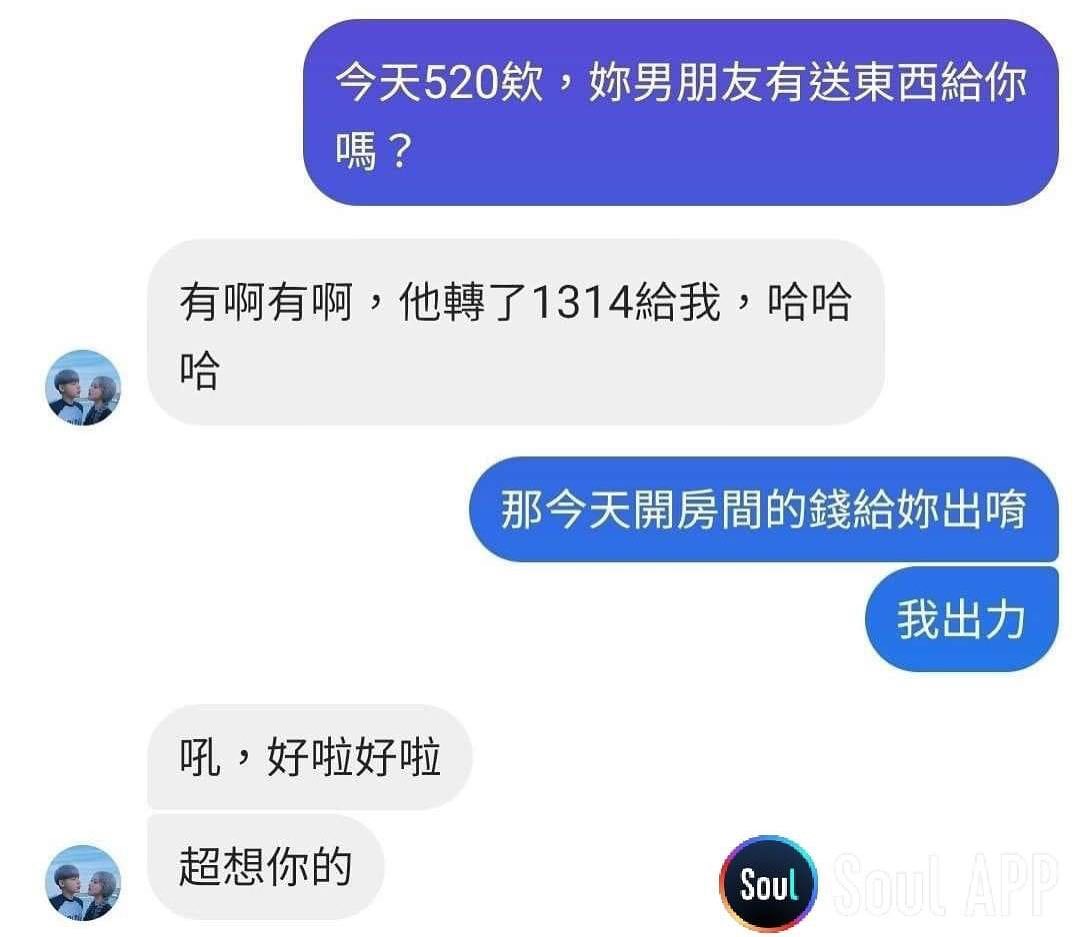 今天520欸，妳男朋友有送東西給你
嗎？
有啊有啊，他轉了1314給我，哈哈
哈
那今天開房間的錢給妳出唷
我出力
吼，好啦好啦
超想你的
Soul Soul APP